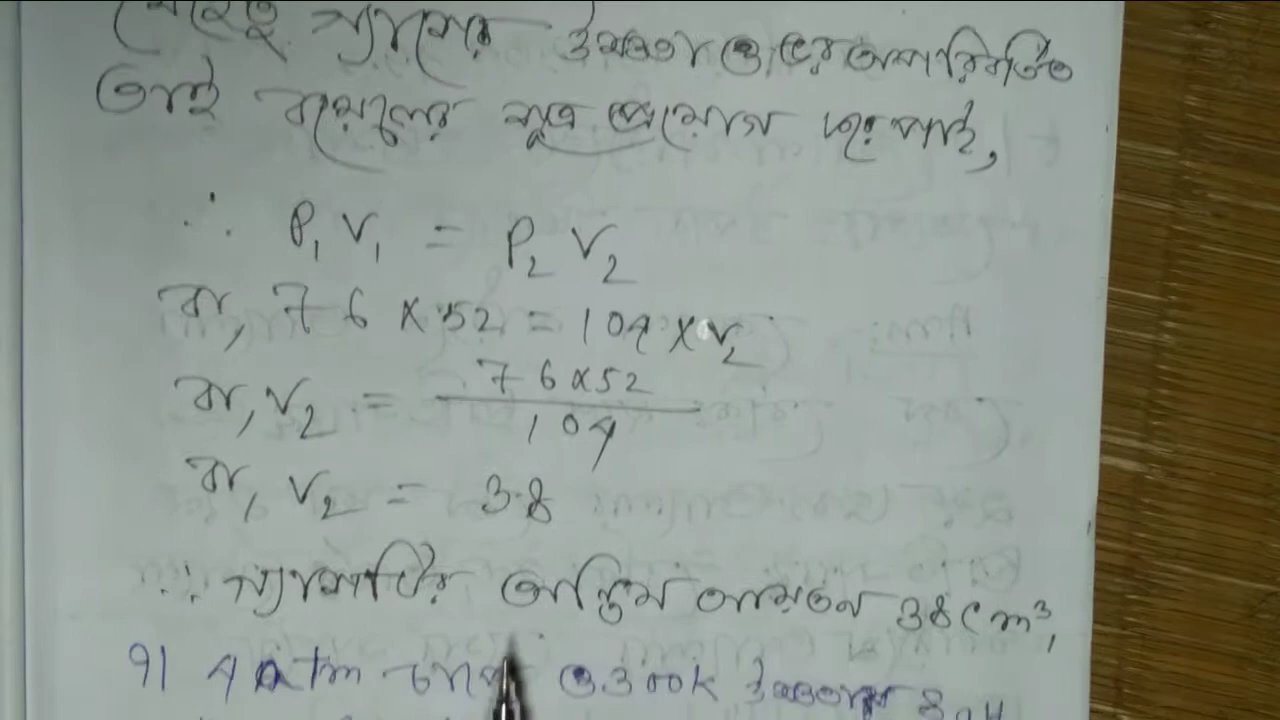 যেহেতু গ্যাসের উষ্ণতা ও ভর অপরিবর্তিত
তাই বয়েলের সূত্র প্রয়োগ করে পাই,
∴ P₁V₁ = P₂V₂
বা, 76 × 52 = 104 × V₂
বা, V₂ = 76 × 52 / 104
বা, V₂ = 38
∴ গ্যাসটির অন্তিম আয়তন 38 cm³,
9| 4 atm চাপ ও 300K উষ্ণতায়